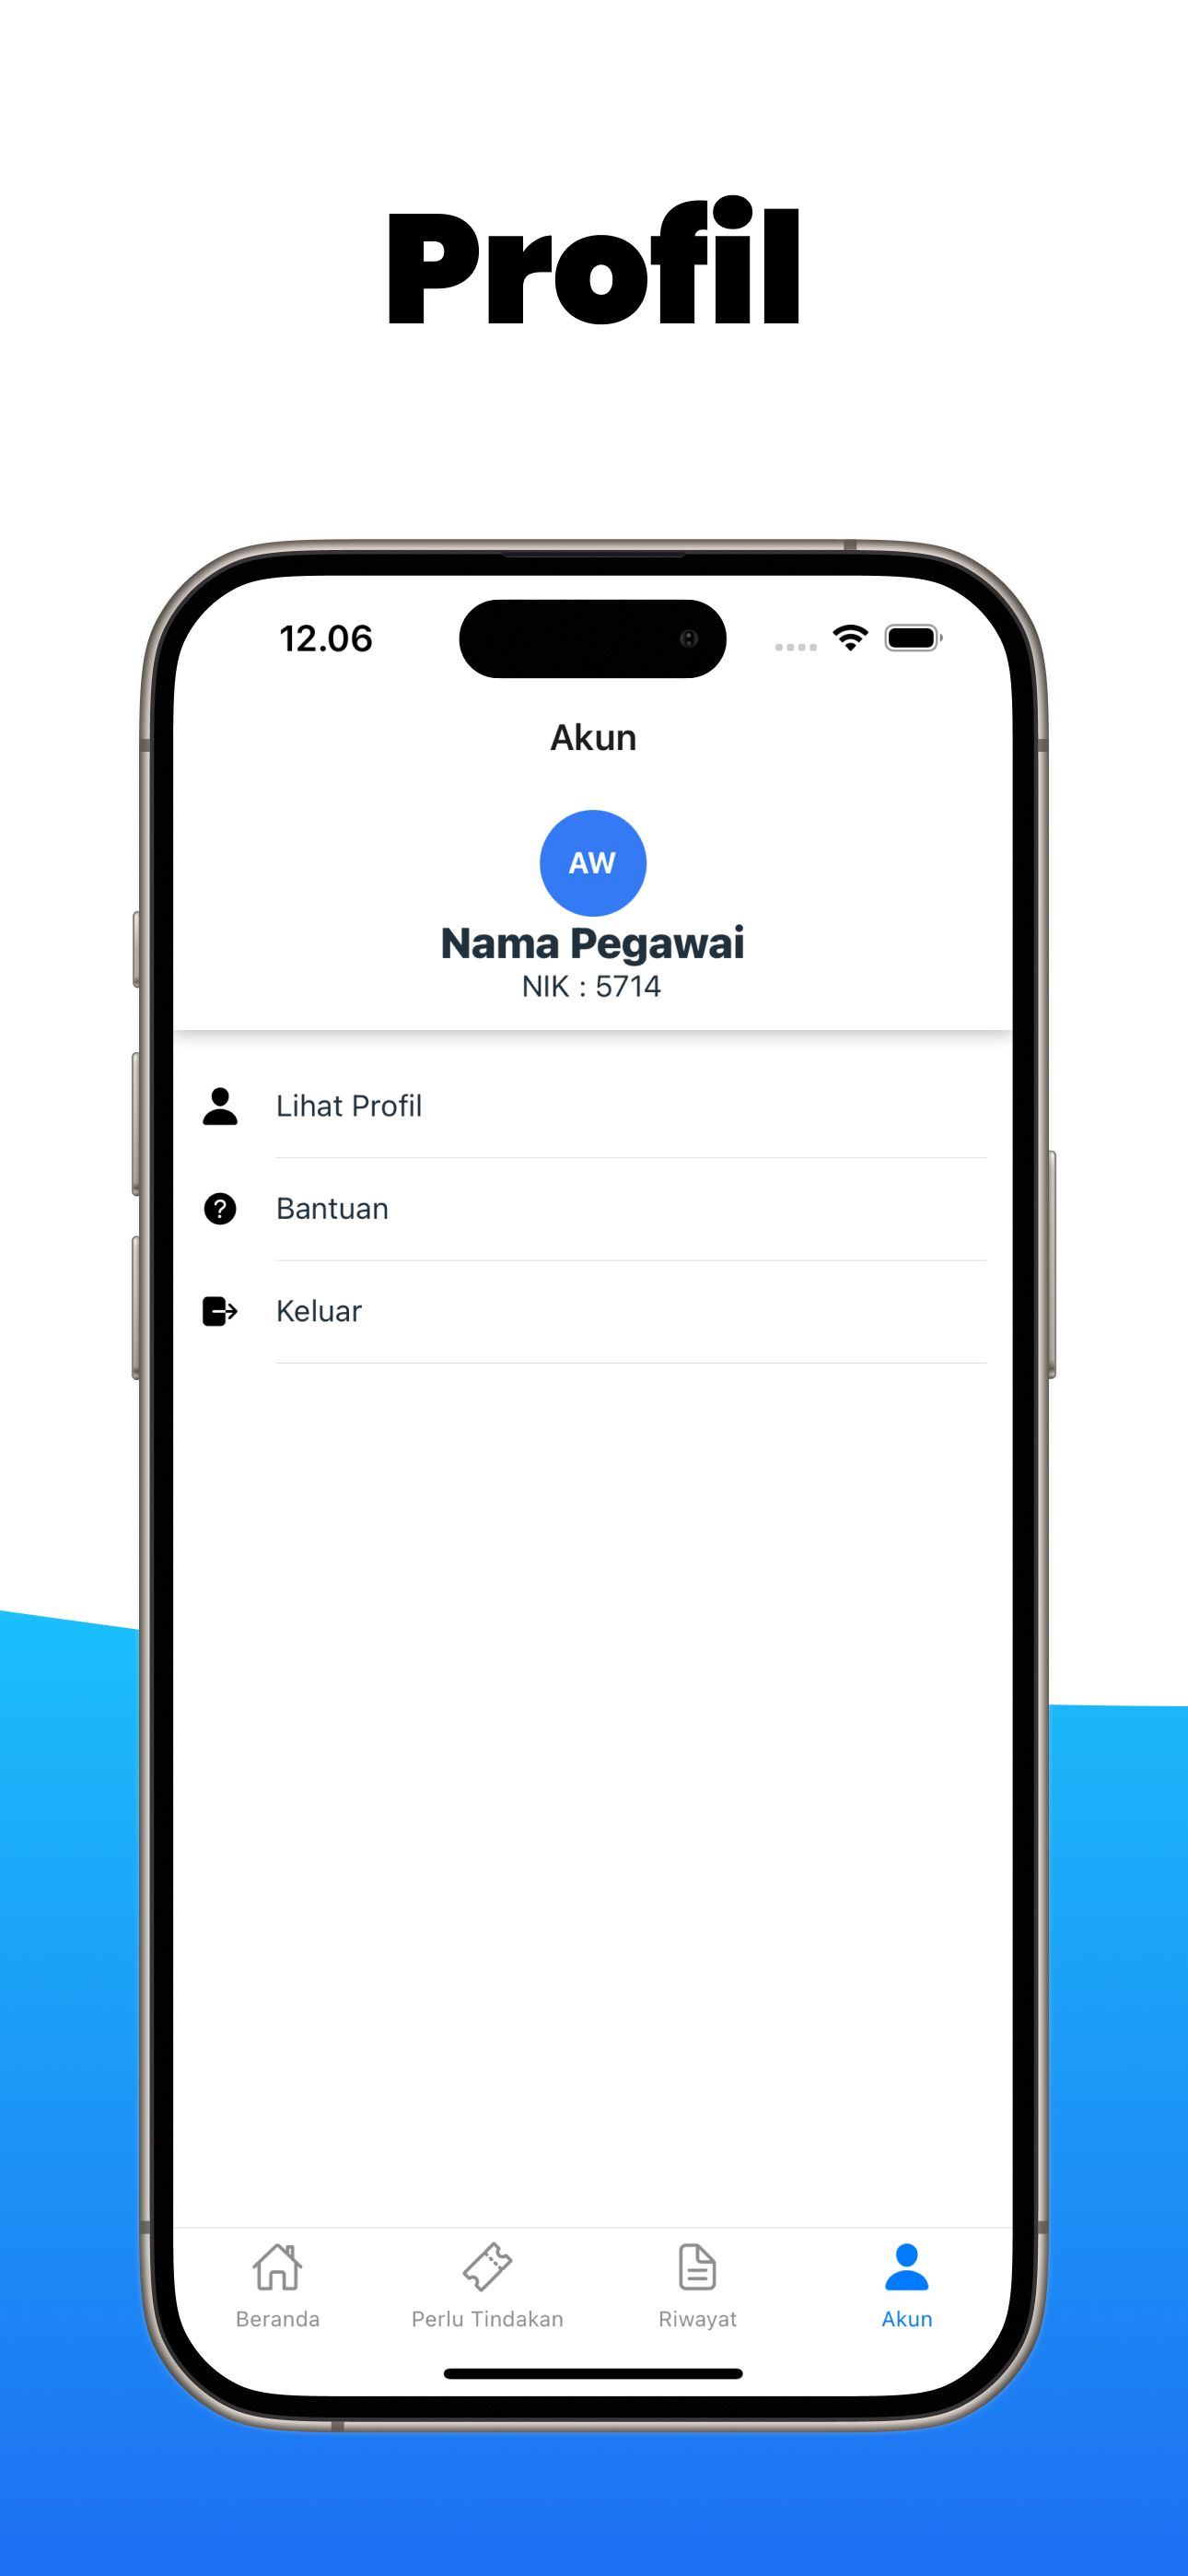 Profil
12.06
Akun
AW
Nama Pegawai
NIK : 5714
Lihat Profil
Bantuan
Keluar
Beranda
Perlu Tindakan
Riwayat
Akun